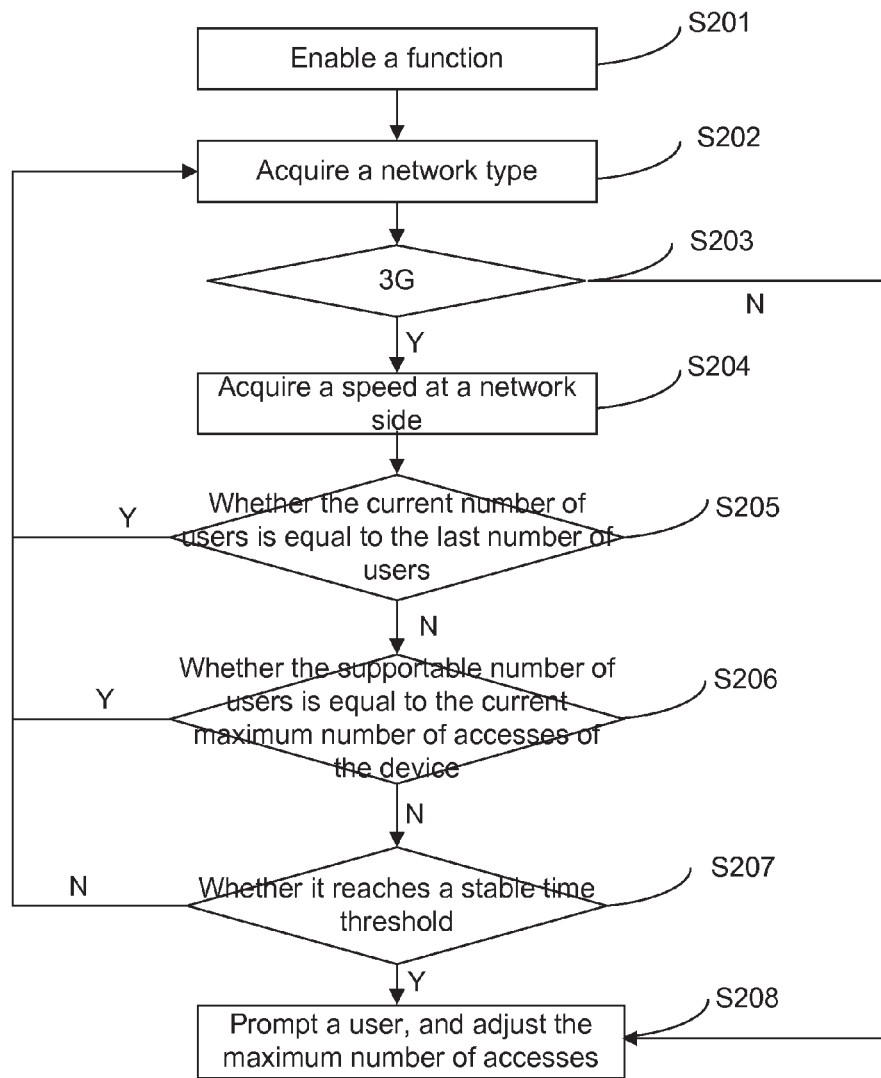 S201
Enable a function
S202
Acquire a network type
S203
3G
N
Y
S204
Acquire a speed at a network
side
S205
Whether the current number of
users is equal to the last number of
users
Y
N
S206
Whether the supportable number of
users is equal to the current
maximum number of accesses of
the device
Y
N
S207
Whether it reaches a stable time
threshold
N
Y
S208
Prompt a user, and adjust the
maximum number of accesses